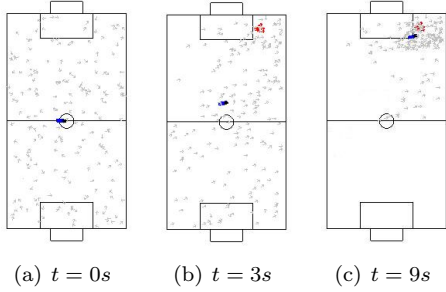 (a) t = 0s (b) t = 3s (c) t = 9s